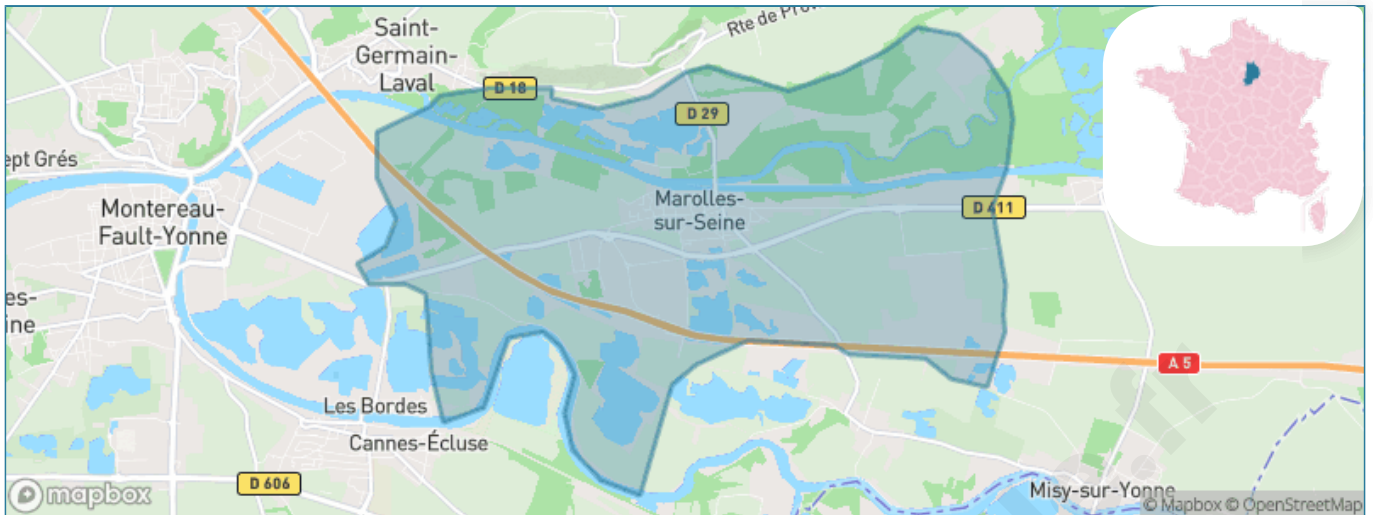 Saint-
Germain-
Laval
Rte de Pro
D 18
D 29
ept Grés
Montereau-
Fault-Yonne
Marolles-
sur-Seine
D 411
es-
ine
A 5
Les Bordes
Cannes-Écluse
D 606
Misy-sur-Yonne
mapbox
© Mapbox © OpenStreetMap